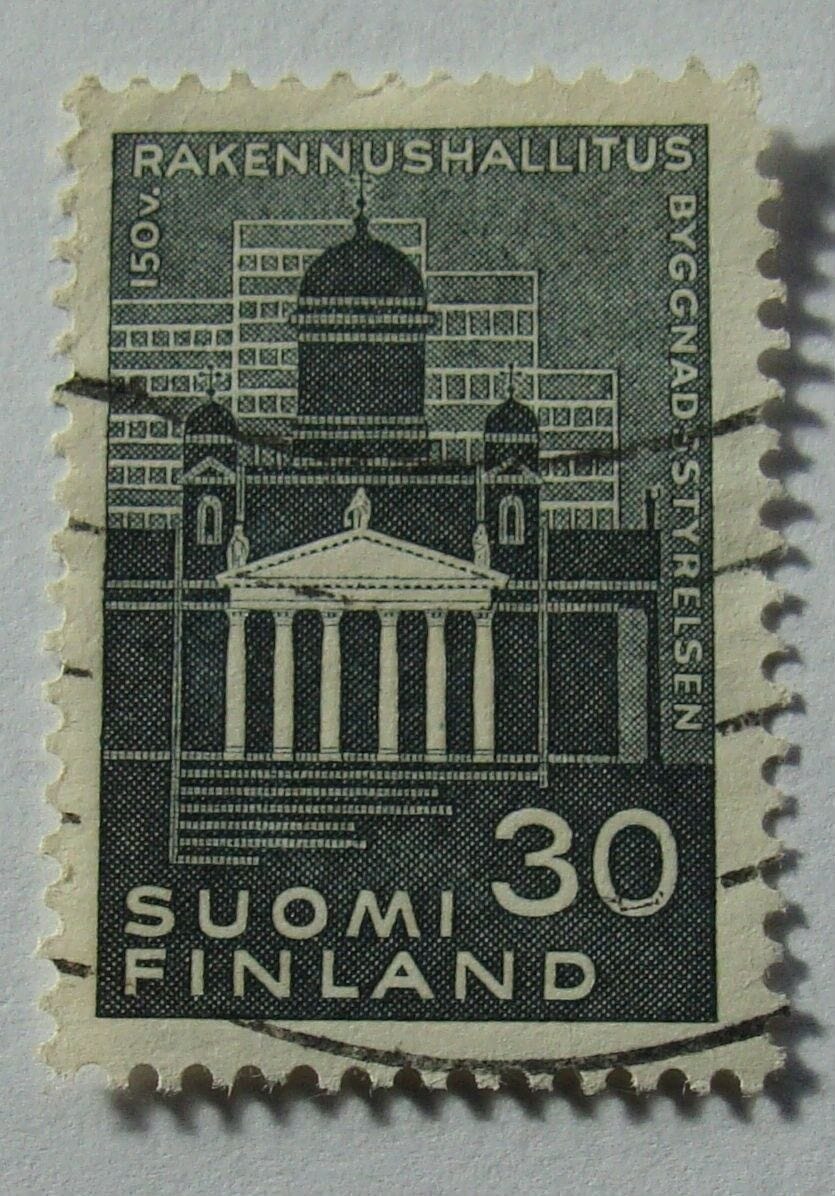 RAKENNUSHALLITUS
150v.
BYGGNADSSTYRELSEN
30
SUOMI
FINLAND